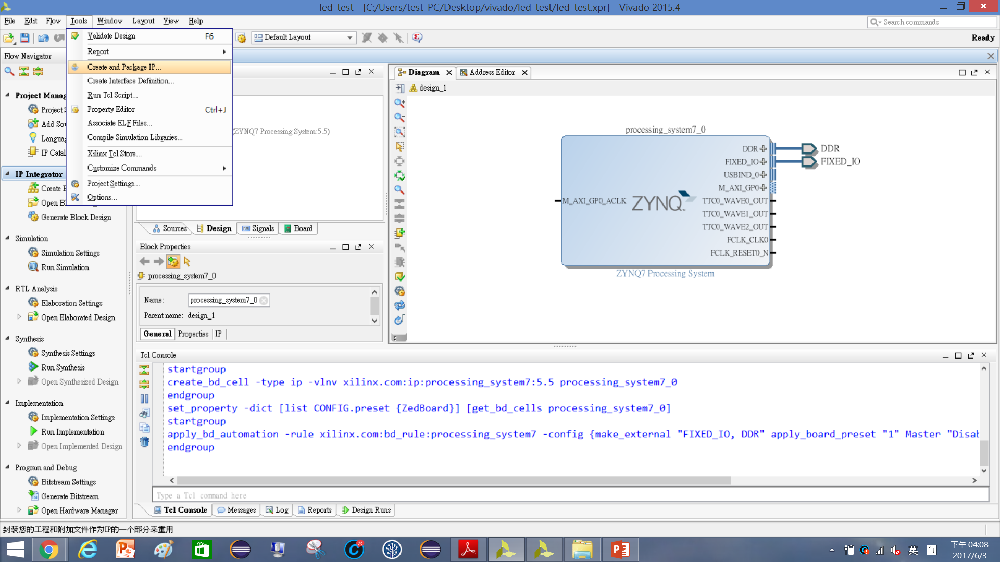 led_test - [C:/Users/test-PC/Desktop/vivado/led_test/led_test.xpr] - Vivado 2015.4
File Edit Flow Tools Window Layout View Help
Search commands
Default Layout
Ready
Validate Design F6
Report
Create and Package IP...
Create Interface Definition...
Run Tcl Script...
Property Editor Ctrl+J
Associate ELF Files...
Compile Simulation Libraries...
Xilinx Tcl Store...
Customize Commands
Project Settings...
Options...
Flow Navigator
Project Manag
Project S
Add Sou
Langua
IP Catal
IP Integrator
Create B
Open Bl
Generate Block Design
Simulation
Simulation Settings
Run Simulation
RTL Analysis
Elaboration Settings
Open Elaborated Design
Synthesis
Synthesis Settings
Run Synthesis
Open Synthesized Design
Implementation
Implementation Settings
Run Implementation
Open Implemented Design
Program and Debug
Bitstream Settings
Generate Bitstream
Open Hardware Manager
(ZYNQ7 Processing System:5.5)
Sources Design Signals Board
Block Properties
processing_system7_0
Name: processing_system7_0
Parent name: design_1
General Properties IP
Diagram Address Editor
design_1
processing_system7_0
DDR
FIXED_IO
USBIND_0
M_AXI_GP0
M_AXI_GP0_ACLK
ZYNQ
TTC0_WAVE0_OUT
TTC0_WAVE1_OUT
TTC0_WAVE2_OUT
FCLK_CLK0
FCLK_RESET0_N
DDR
FIXED_IO
ZYNQ7 Processing System
Tcl Console
startgroup
create_bd_cell -type ip -vlnv xilinx.com:ip:processing_system7:5.5 processing_system7_0
endgroup
set_property -dict [list CONFIG.preset {ZedBoard}] [get_bd_cells processing_system7_0]
startgroup
apply_bd_automation -rule xilinx.com:bd_rule:processing_system7 -config {make_external "FIXED_IO, DDR" apply_board_preset "1" Master "Disab
endgroup
Type a Tcl command here
Tcl Console Messages Log Reports Design Runs
封装您的工程和附加文件作为IP的一个部分来重用
英
下午 04:08
2017/6/3